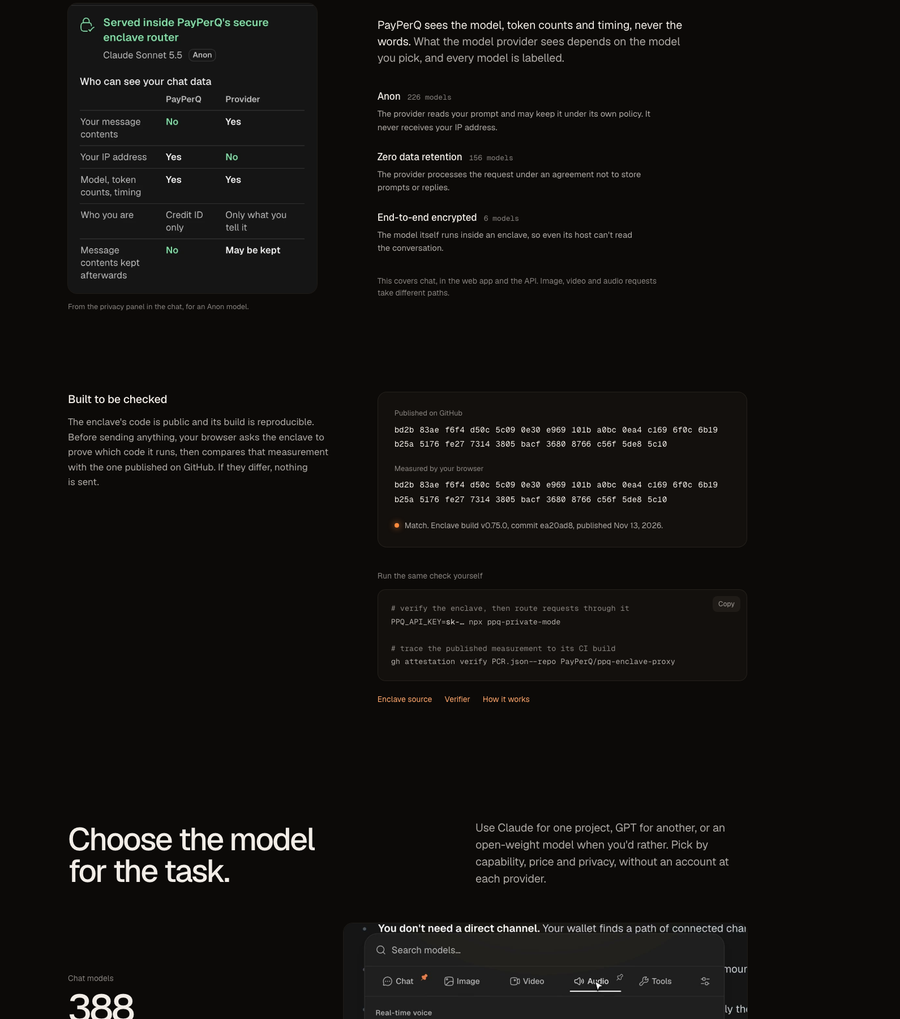 Served inside PayPerQ's secure
enclave router
Claude Sonnet 5.5 Anon
Who can see your chat data
PayPerQ Provider
Your message contents No Yes
Your IP address Yes No
Model, token counts, timing Yes Yes
Who you are Credit ID only Only what you tell it
Message contents kept afterwards No May be kept
From the privacy panel in the chat, for an Anon model.
PayPerQ sees the model, token counts and timing, never the
words. What the model provider sees depends on the model
you pick, and every model is labelled.
Anon 226 models
The provider reads your prompt and may keep it under its own policy. It
never receives your IP address.
Zero data retention 156 models
The provider processes the request under an agreement not to store
prompts or replies.
End-to-end encrypted 6 models
The model itself runs inside an enclave, so even its host can't read
the conversation.
This covers chat, in the web app and the API. Image, video and audio requests
take different paths.
Built to be checked
The enclave's code is public and its build is reproducible.
Before sending anything, your browser asks the enclave to
prove which code it runs, then compares that measurement
with the one published on GitHub. If they differ, nothing
is sent.
Published on GitHub
bd2b 83ae f6f4 d50c 5c09 0e30 e969 101b a0bc 0ea4 c169 6f0c 6b19
b25a 5176 fe27 7314 3805 bacf 3680 8766 c56f 5de8 5c10
Measured by your browser
bd2b 83ae f6f4 d50c 5c09 0e30 e969 101b a0bc 0ea4 c169 6f0c 6b19
b25a 5176 fe27 7314 3805 bacf 3680 8766 c56f 5de8 5c10
Match. Enclave build v0.75.0, commit ea20ad8, published Nov 13, 2026.
Run the same check yourself
Copy
# verify the enclave, then route requests through it
PPQ_API_KEY=sk-… npx ppq-private-mode
# trace the published measurement to its CI build
gh attestation verify PCR.json--repo PayPerQ/ppq-enclave-proxy
Enclave source Verifier How it works
Choose the model
for the task.
Use Claude for one project, GPT for another, or an
open-weight model when you'd rather. Pick by
capability, price and privacy, without an account at
each provider.
Chat models
388
You don't need a direct channel. Your wallet finds a path of connected
Search models…
Chat Image Video Audio Tools
Real-time voice